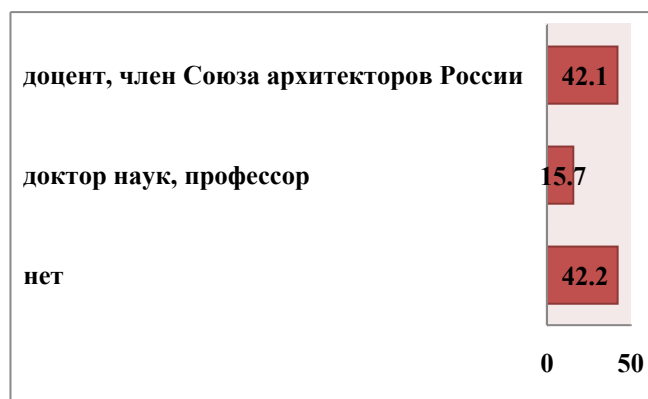 доцент, член Союза архитекторов России 42.1
доктор наук, профессор 15.7
нет 42.2
0 50